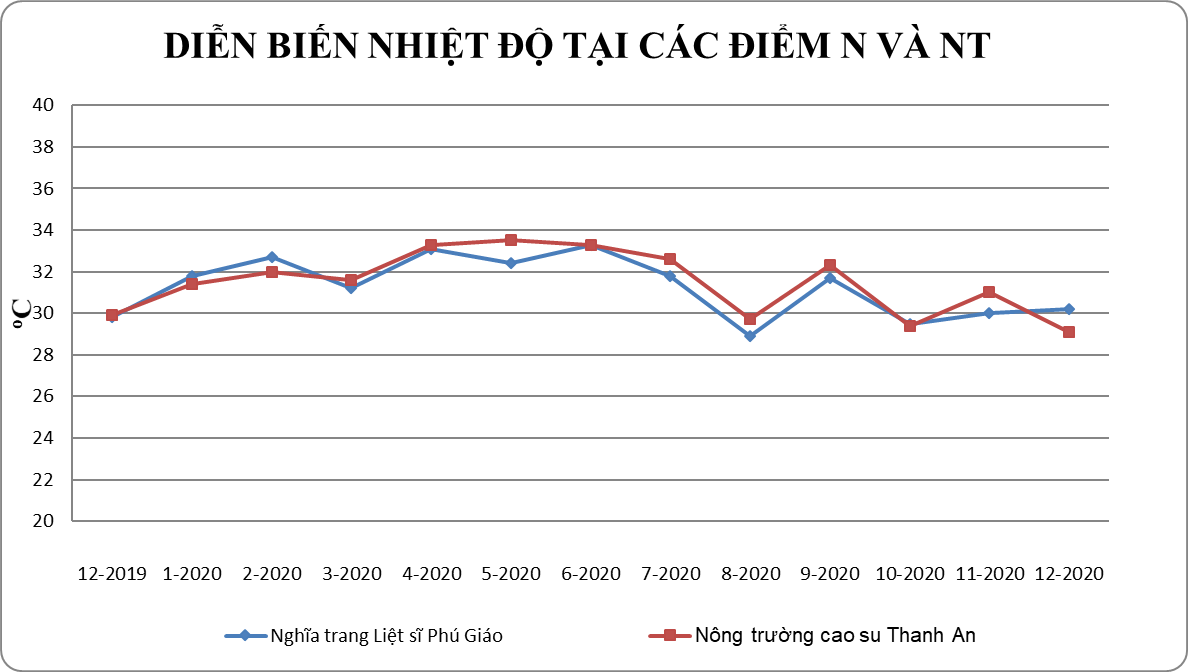 DIỄN BIẾN NHIỆT ĐỘ TẠI CÁC ĐIỂM N VÀ NT
40
38
36
34
32
30
28
26
24
22
20
ºC
12-2019 1-2020 2-2020 3-2020 4-2020 5-2020 6-2020 7-2020 8-2020 9-2020 10-2020 11-2020 12-2020
Nghĩa trang Liệt sĩ Phú Giáo Nông trường cao su Thanh An